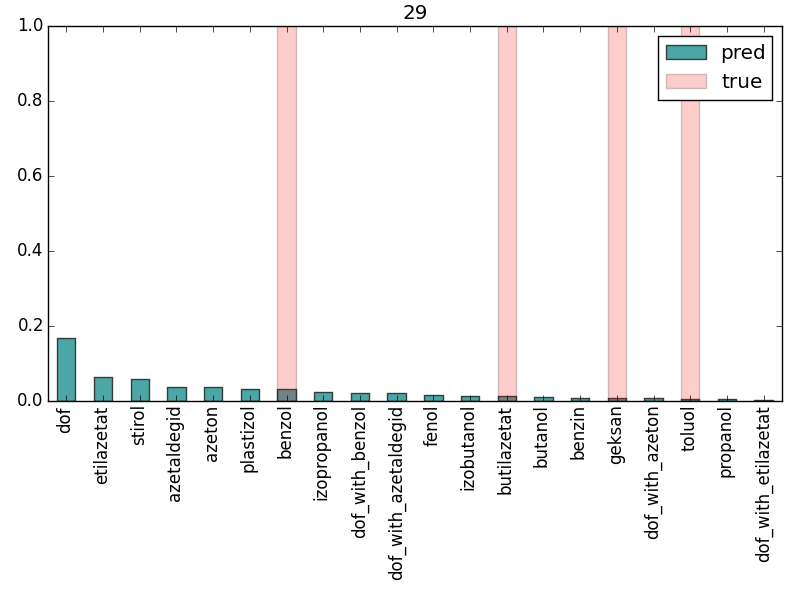 29
1.0
0.8
0.6
0.4
0.2
0.0
pred
true
dof
etilazetat
stirol
azetaldegid
azeton
plastizol
benzol
izopropanol
dof_with_benzol
dof_with_azetaldegid
fenol
izobutanol
butilazetat
butanol
benzin
geksan
dof_with_azeton
toluol
propanol
dof_with_etilazetat